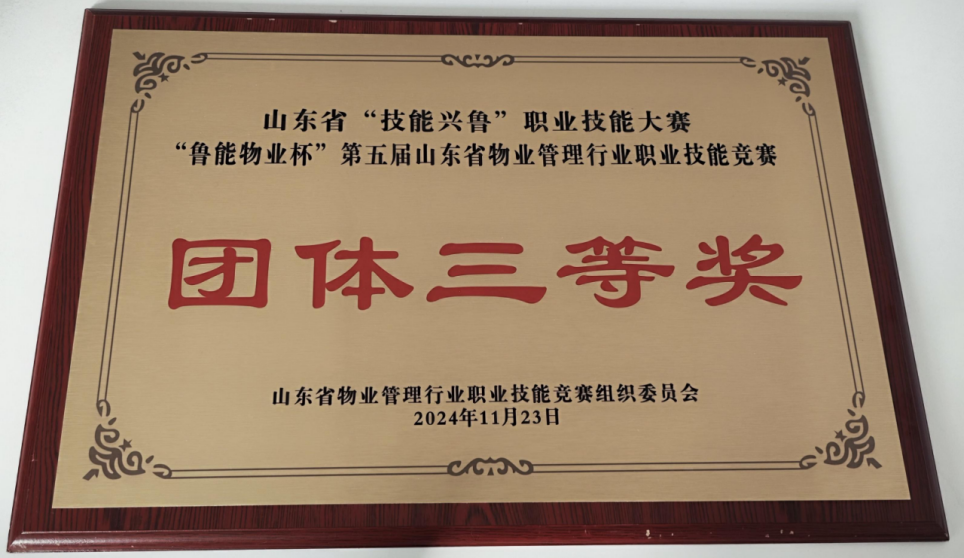 山东省“技能兴鲁”职业技能大赛
“鲁能物业杯”第五届山东省物业管理行业职业技能竞赛
团体三等奖
山东省物业管理行业职业技能竞赛组织委员会
2024年11月23日